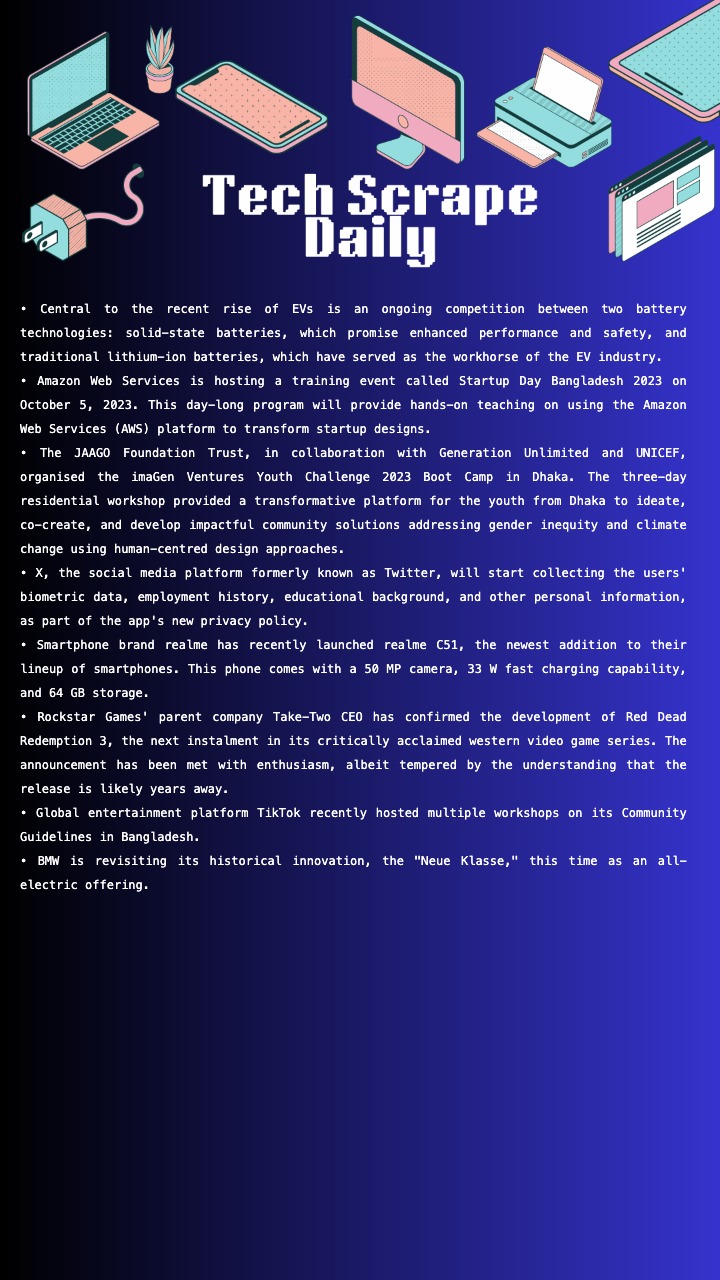 Tech Scrape
Daily
• Central to the recent rise of EVs is an ongoing competition between two battery
technologies: solid-state batteries, which promise enhanced performance and safety, and
traditional lithium-ion batteries, which have served as the workhorse of the EV industry.
• Amazon Web Services is hosting a training event called Startup Day Bangladesh 2023 on
October 5, 2023. This day-long program will provide hands-on teaching on using the Amazon
Web Services (AWS) platform to transform startup designs.
• The JAAGO Foundation Trust, in collaboration with Generation Unlimited and UNICEF,
organised the imaGen Ventures Youth Challenge 2023 Boot Camp in Dhaka. The three-day
residential workshop provided a transformative platform for the youth from Dhaka to ideate,
co-create, and develop impactful community solutions addressing gender inequity and climate
change using human-centred design approaches.
• X, the social media platform formerly known as Twitter, will start collecting the users'
biometric data, employment history, educational background, and other personal information,
as part of the app's new privacy policy.
• Smartphone brand realme has recently launched realme C51, the newest addition to their
lineup of smartphones. This phone comes with a 50 MP camera, 33 W fast charging capability,
and 64 GB storage.
• Rockstar Games' parent company Take-Two CEO has confirmed the development of Red Dead
Redemption 3, the next instalment in its critically acclaimed western video game series. The
announcement has been met with enthusiasm, albeit tempered by the understanding that the
release is likely years away.
• Global entertainment platform TikTok recently hosted multiple workshops on its Community
Guidelines in Bangladesh.
• BMW is revisiting its historical innovation, the "Neue Klasse," this time as an all-
electric offering.